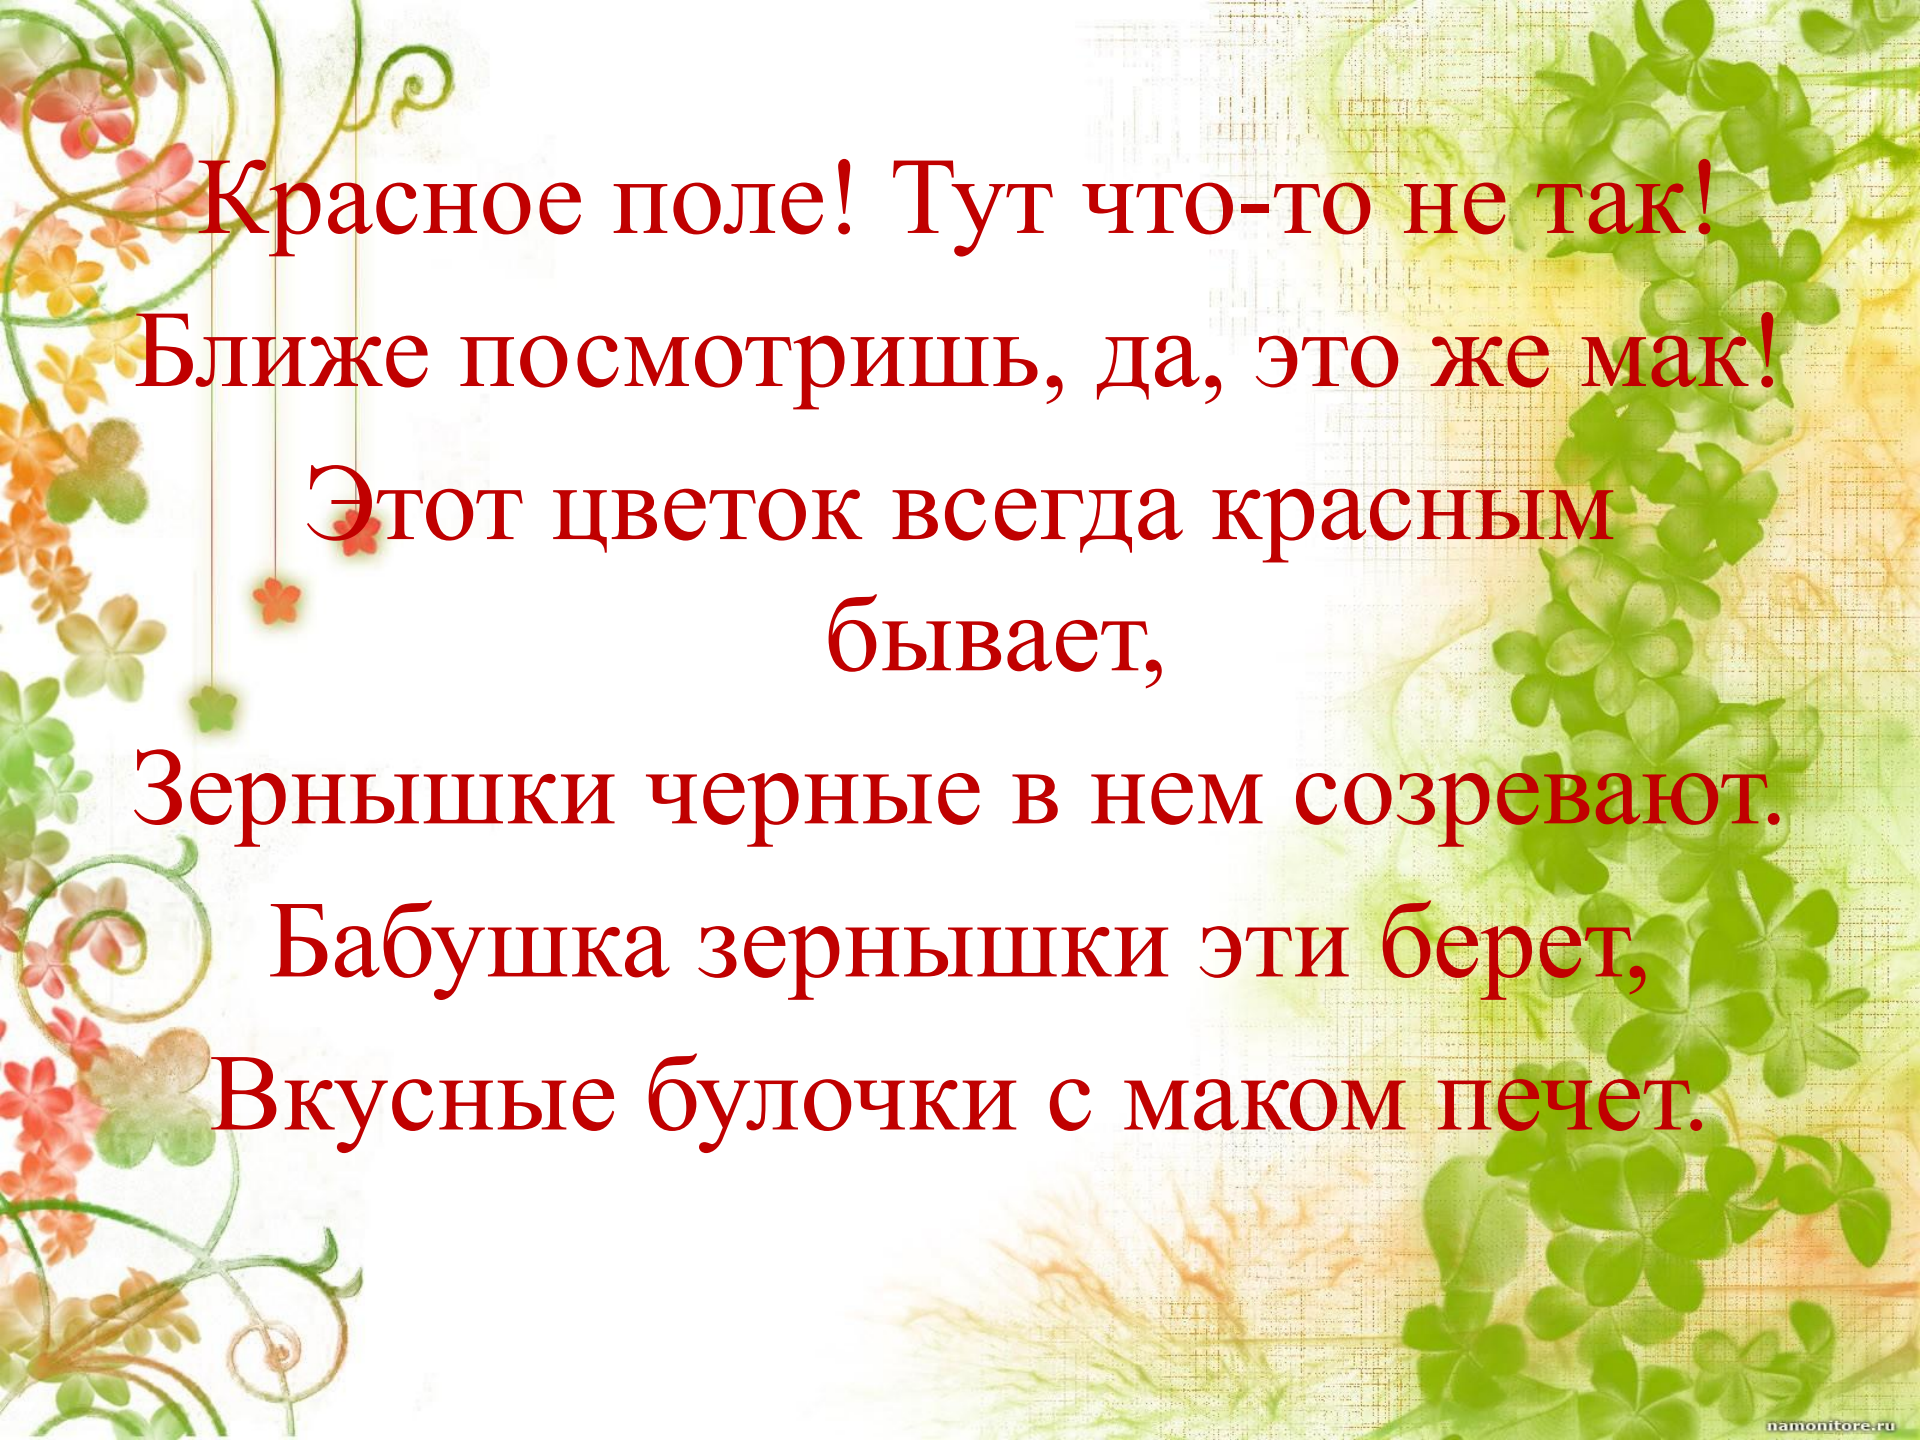 Красное поле! Тут что-то не так!
Ближе посмотришь, да, это же мак!
Этот цветок всегда красным
бывает,
Зернышки черные в нем созревают.
Бабушка зернышки эти берет,
Вкусные булочки с маком печет.
namonitore.ru